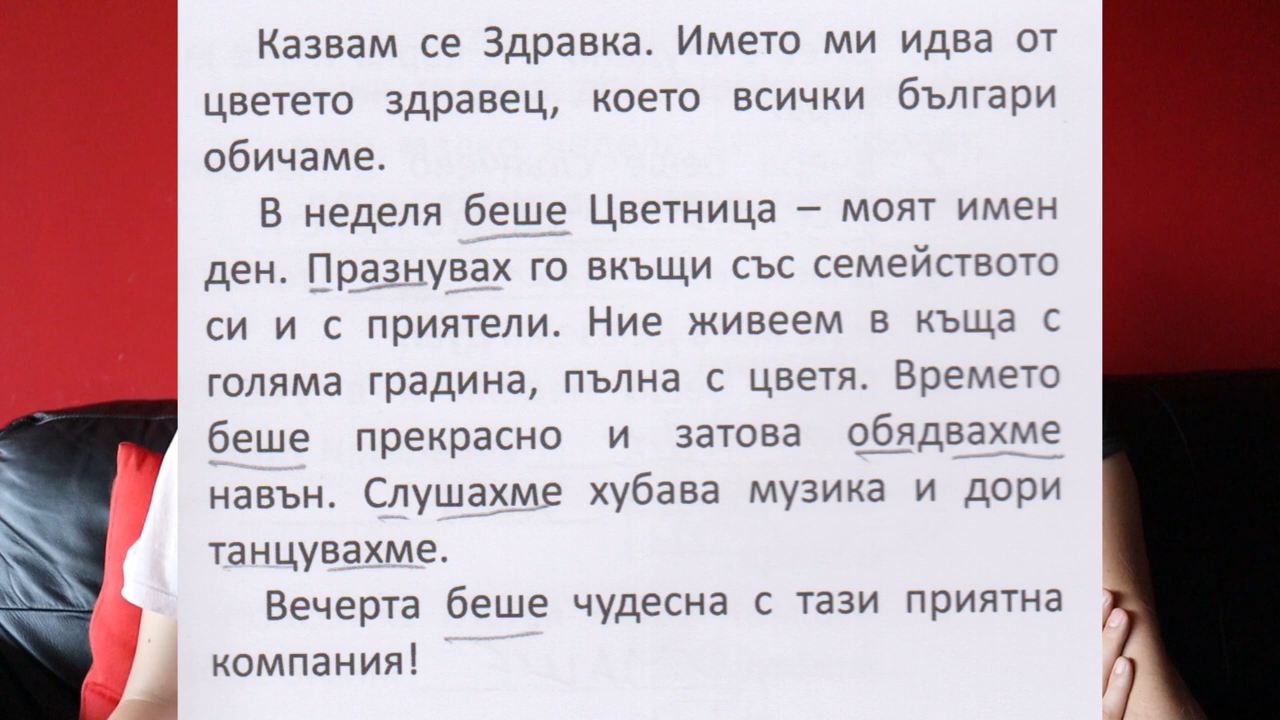 Казвам се Здравка. Името ми идва от
цветето здравец, което всички българи
обичаме.
В неделя беше Цветница – моят имен
ден. Празнувах го вкъщи със семейството
си и с приятели. Ние живеем в къща с
голяма градина, пълна с цветя. Времето
беше прекрасно и затова обядвахме
навън. Слушахме хубава музика и дори
танцувахме.
Вечерта беше чудесна с тази приятна
компания!